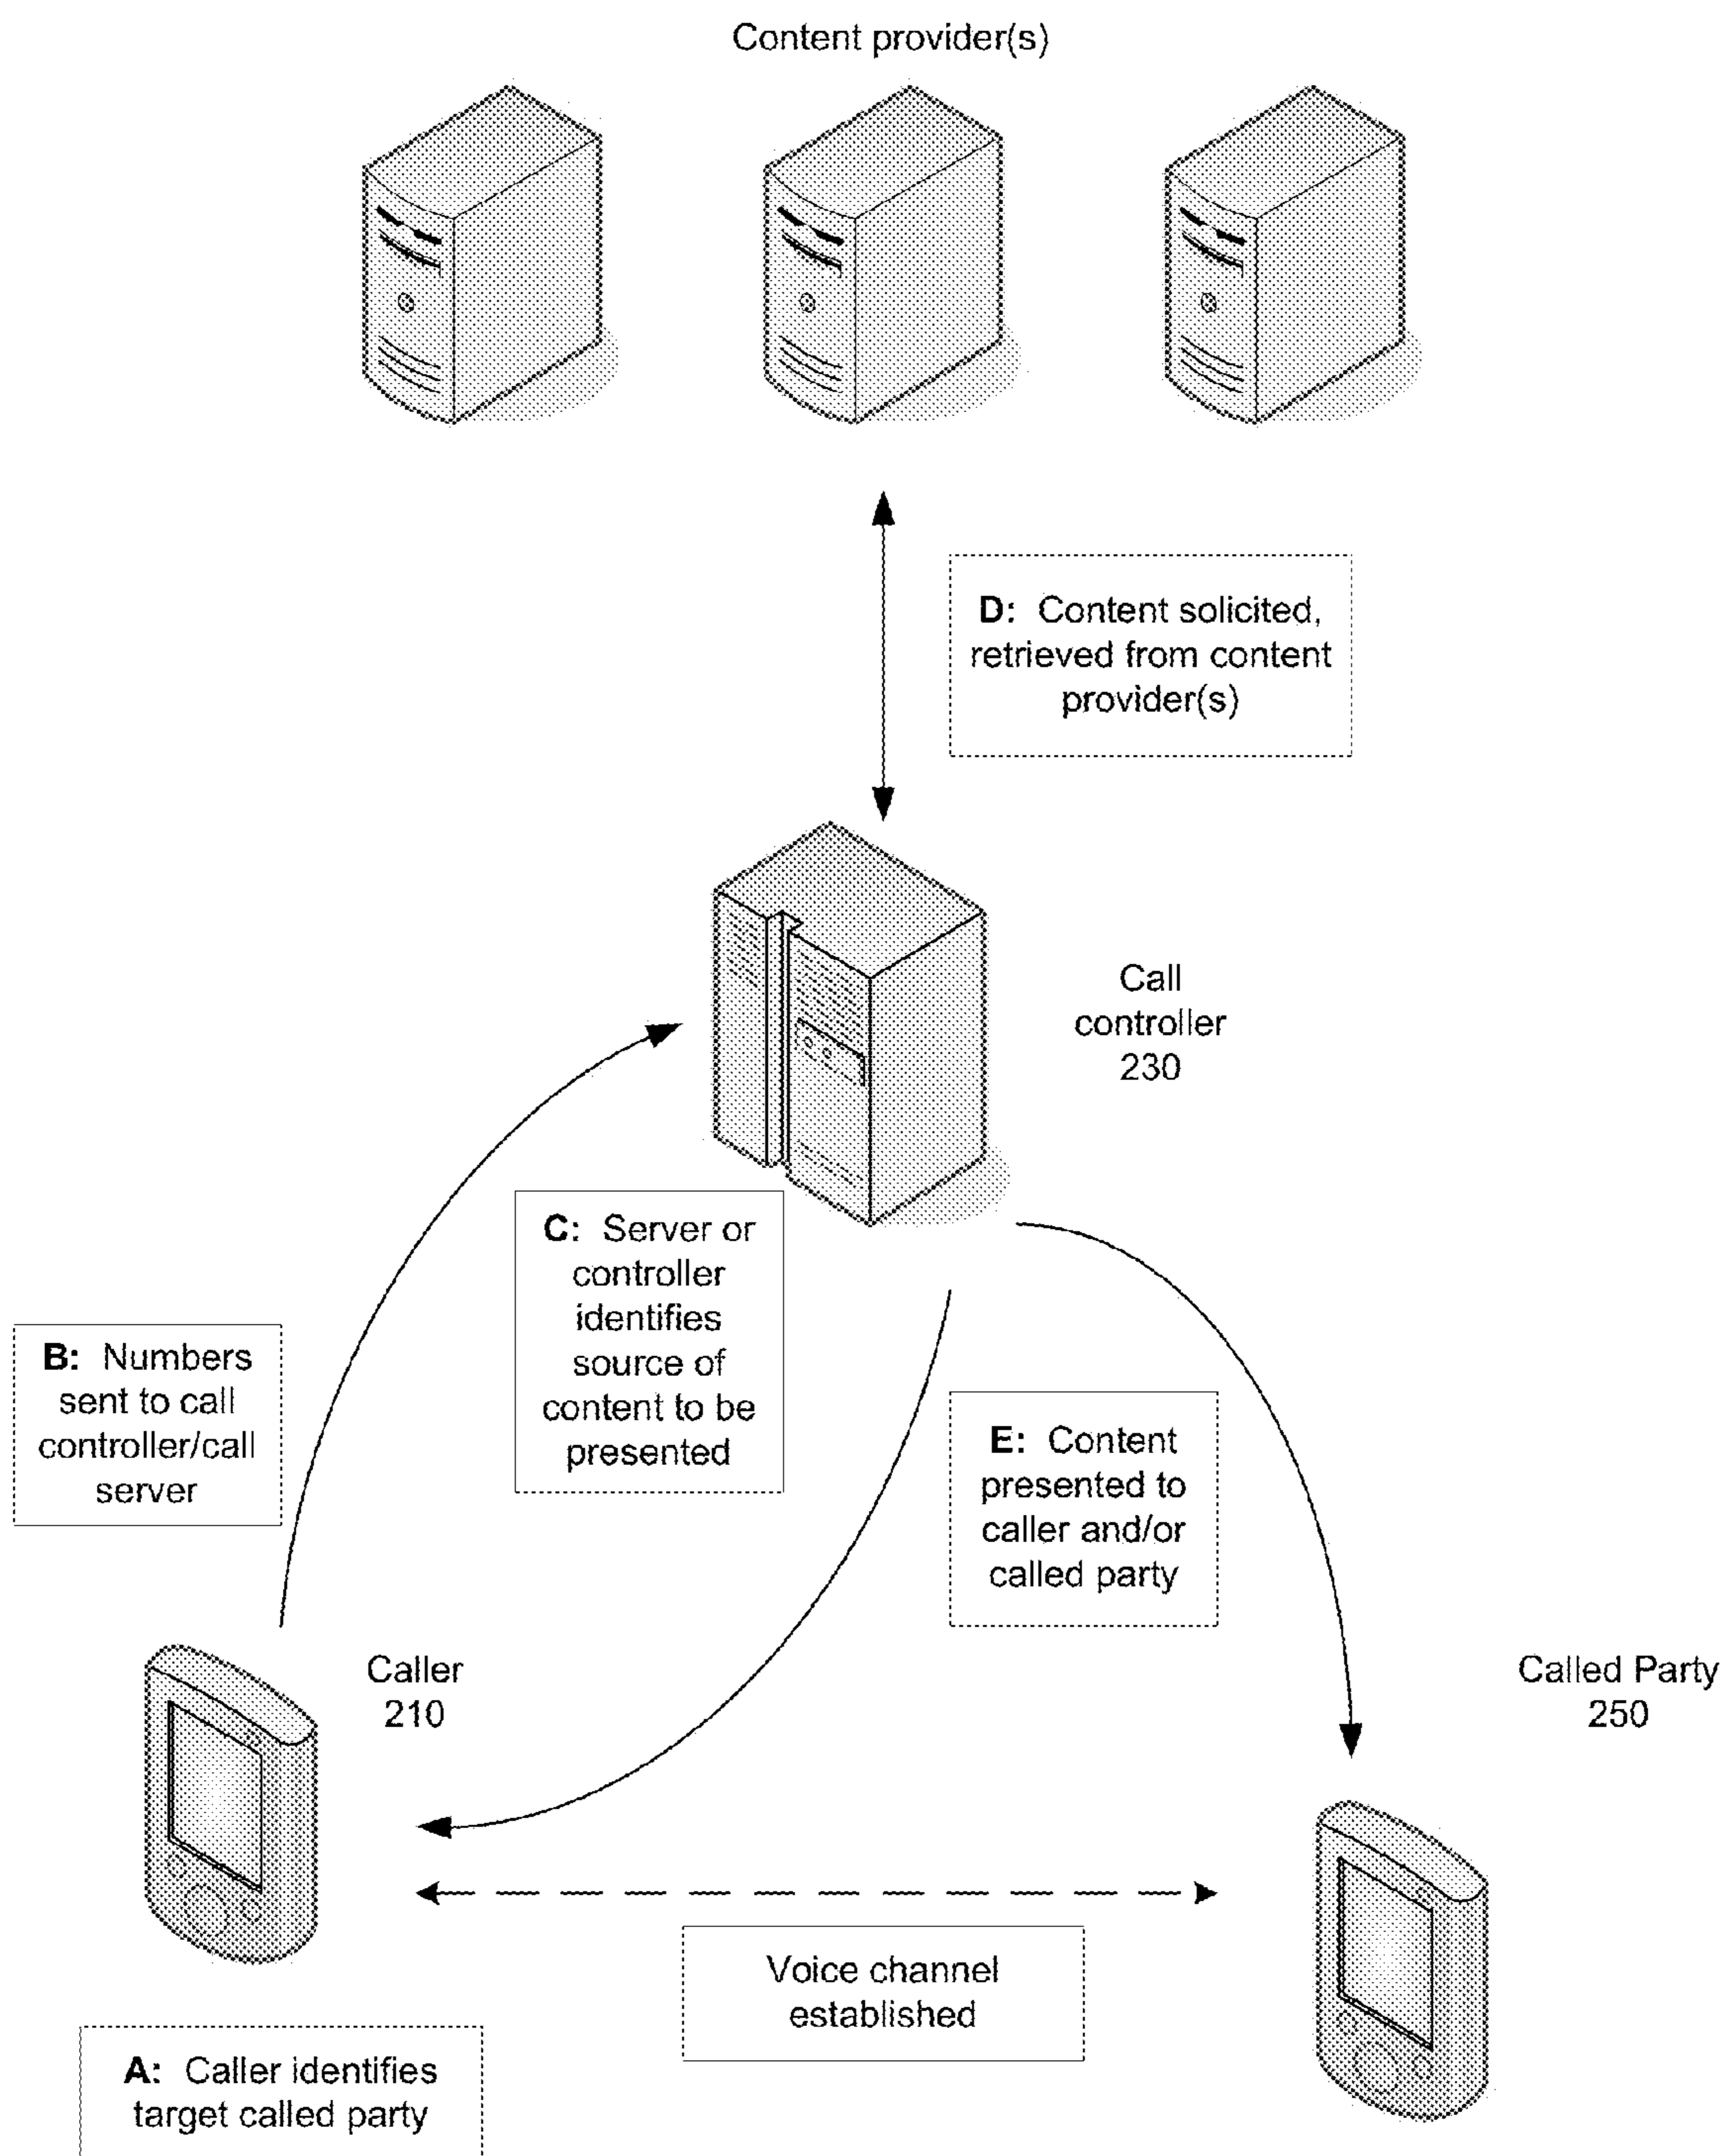 Content provider(s)
D: Content solicited,
retrieved from content
provider(s)
Call
controller
230
C: Server or
controller
identifies
source of
content to be
presented
B: Numbers
sent to call
controller/call
server
E: Content
presented to
caller and/or
called party
Caller
210
Called Party
250
Voice channel
established
A: Caller identifies
target called party